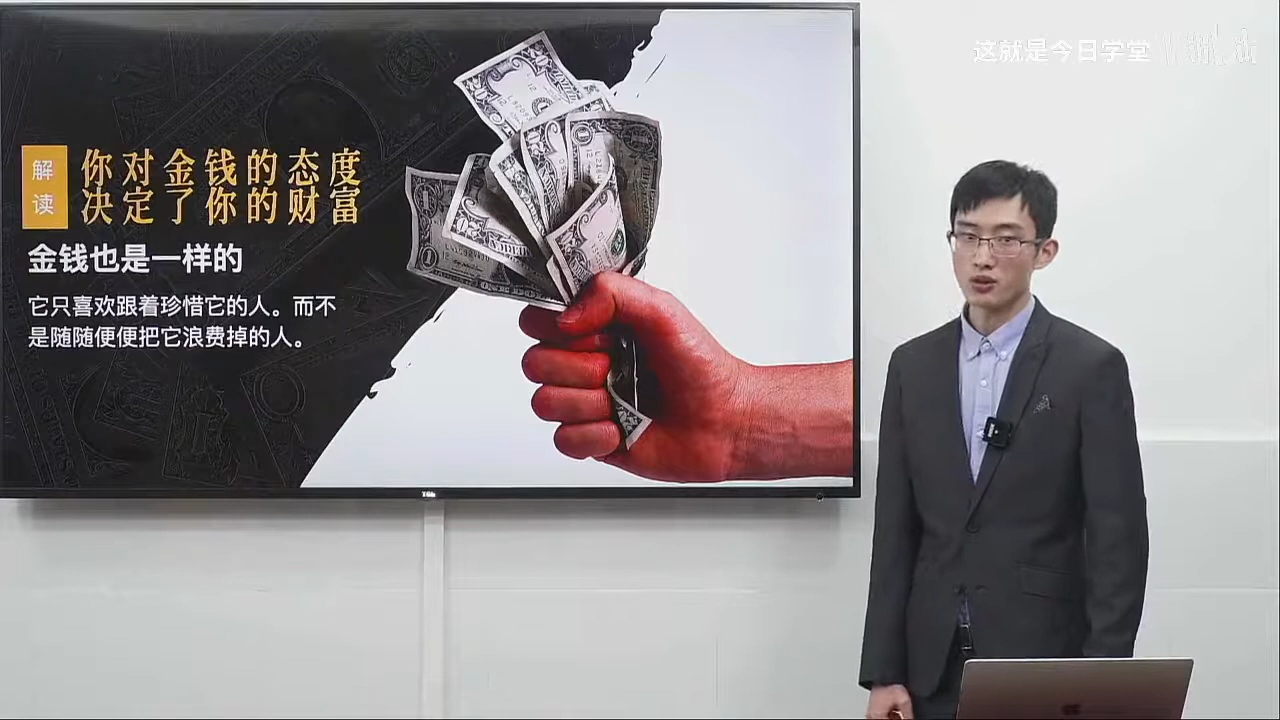 这就是今日学堂
解读
你对金钱的态度
决定了你的财富
金钱也是一样的
它只喜欢跟着珍惜它的人。而不
是随随便便把它浪费掉的人。
ONE DOL